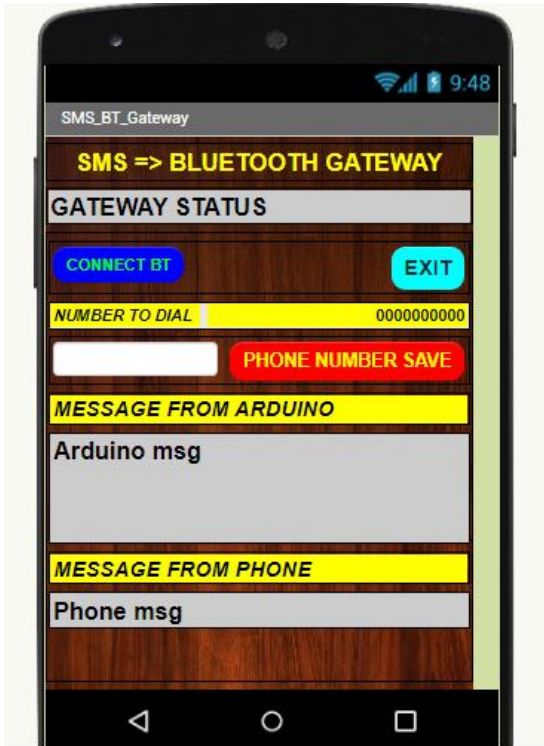 9:48
SMS_BT_Gateway
SMS => BLUETOOTH GATEWAY
GATEWAY STATUS
CONNECT BT EXIT
NUMBER TO DIAL 0000000000
PHONE NUMBER SAVE
MESSAGE FROM ARDUINO
Arduino msg
MESSAGE FROM PHONE
Phone msg